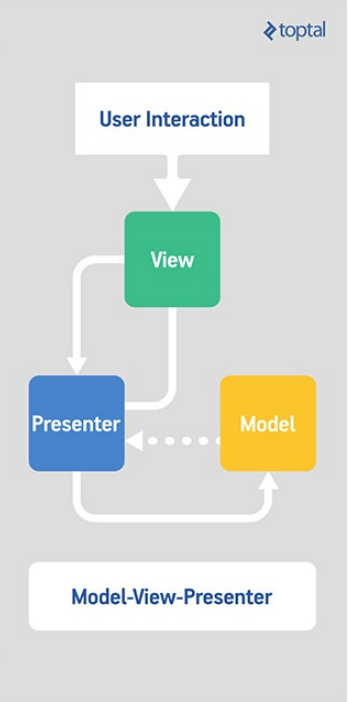 toptal
User Interaction
View
Presenter
Model
Model-View-Presenter